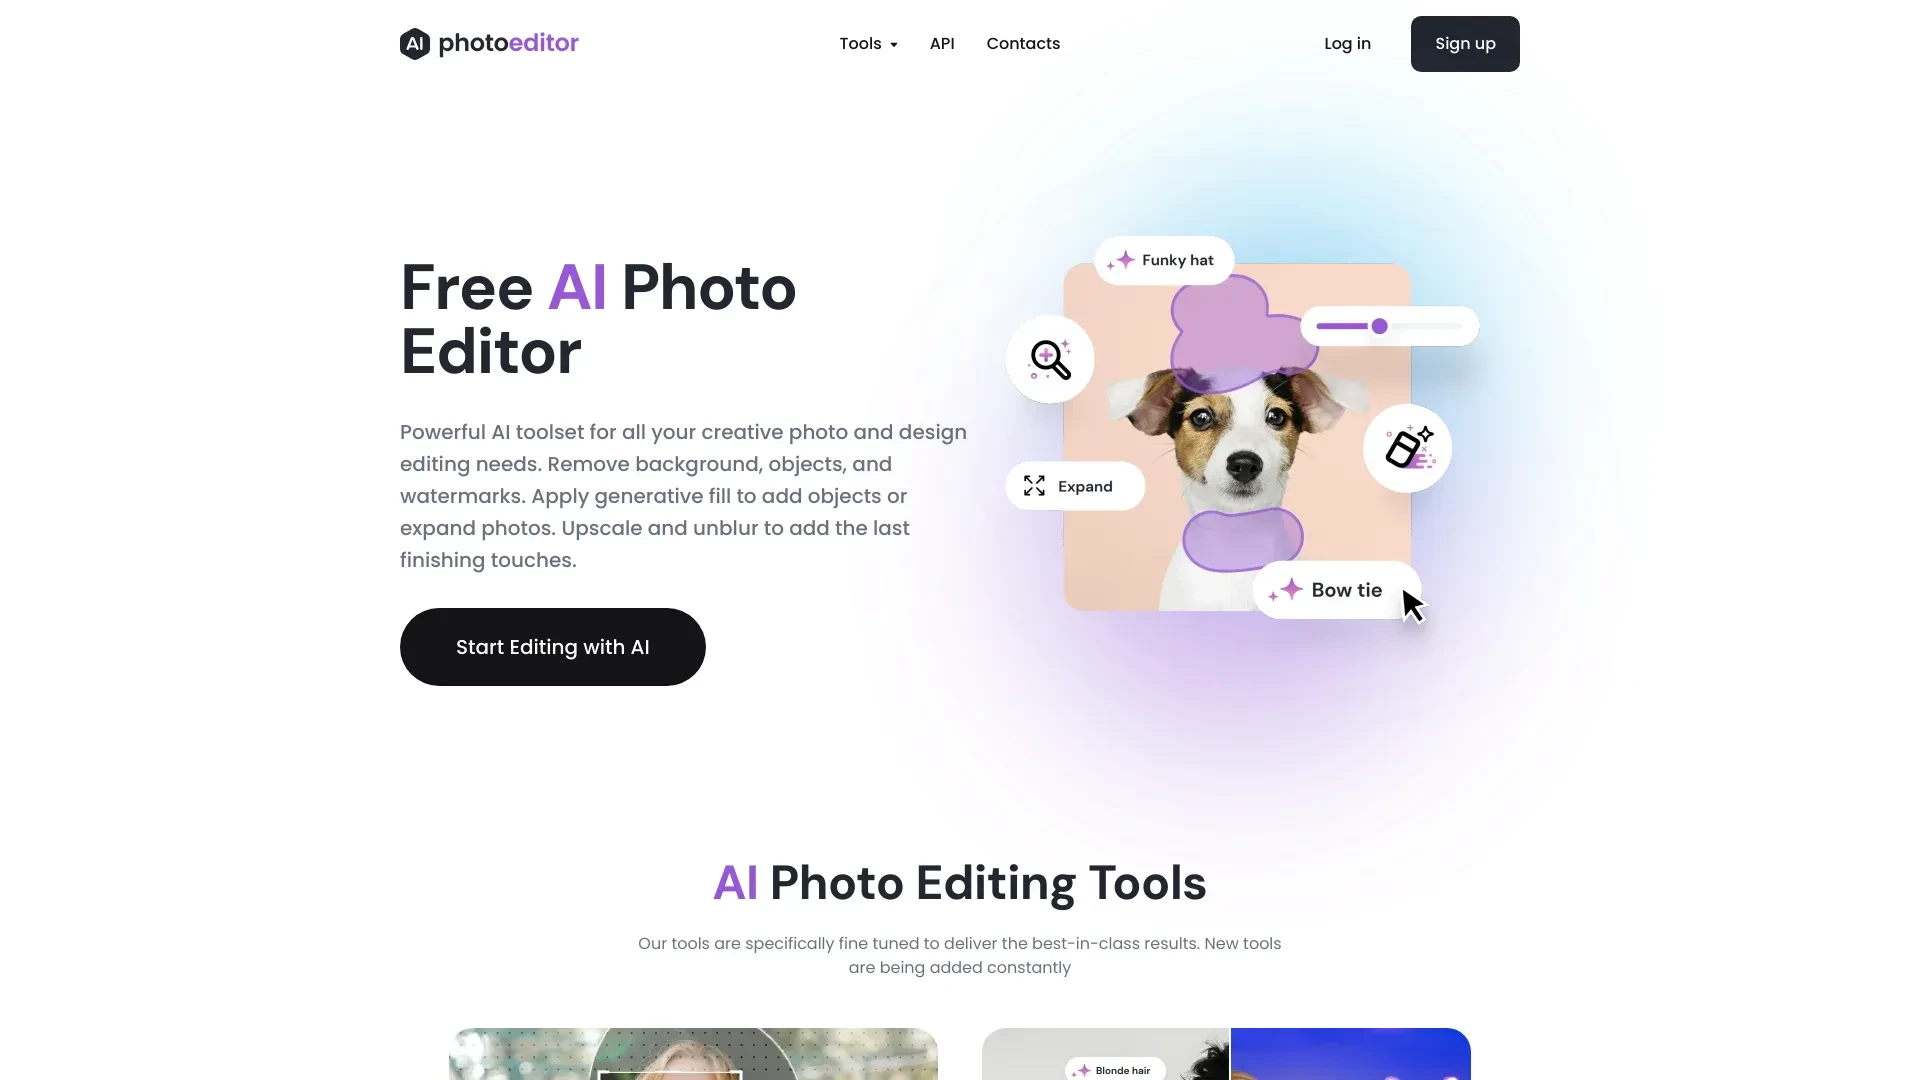 AI photoeditor
Tools
API
Contacts
Log in
Sign up
Free AI Photo
Editor
Powerful AI toolset for all your creative photo and design
editing needs. Remove background, objects, and
watermarks. Apply generative fill to add objects or
expand photos. Upscale and unblur to add the last
finishing touches.
Start Editing with AI
Funky hat
Expand
Bow tie
AI Photo Editing Tools
Our tools are specifically fine tuned to deliver the best-in-class results. New tools
are being added constantly
Blonde hair